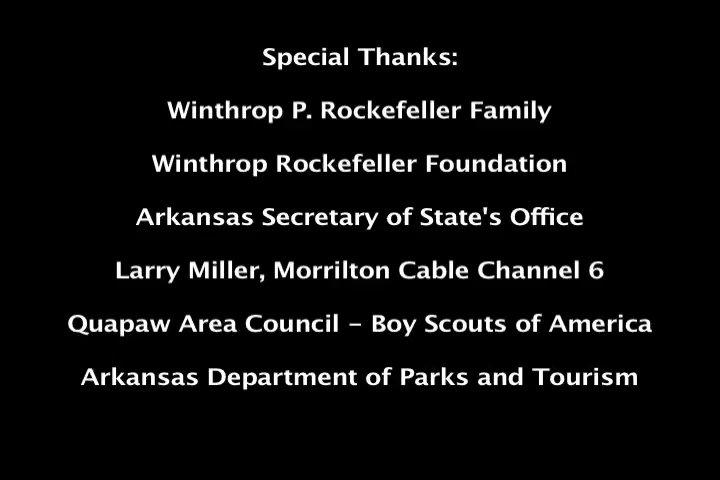 Special Thanks:
Winthrop P. Rockefeller Family
Winthrop Rockefeller Foundation
Arkansas Secretary of State's Office
Larry Miller, Morrilton Cable Channel 6
Quapaw Area Council - Boy Scouts of America
Arkansas Department of Parks and Tourism